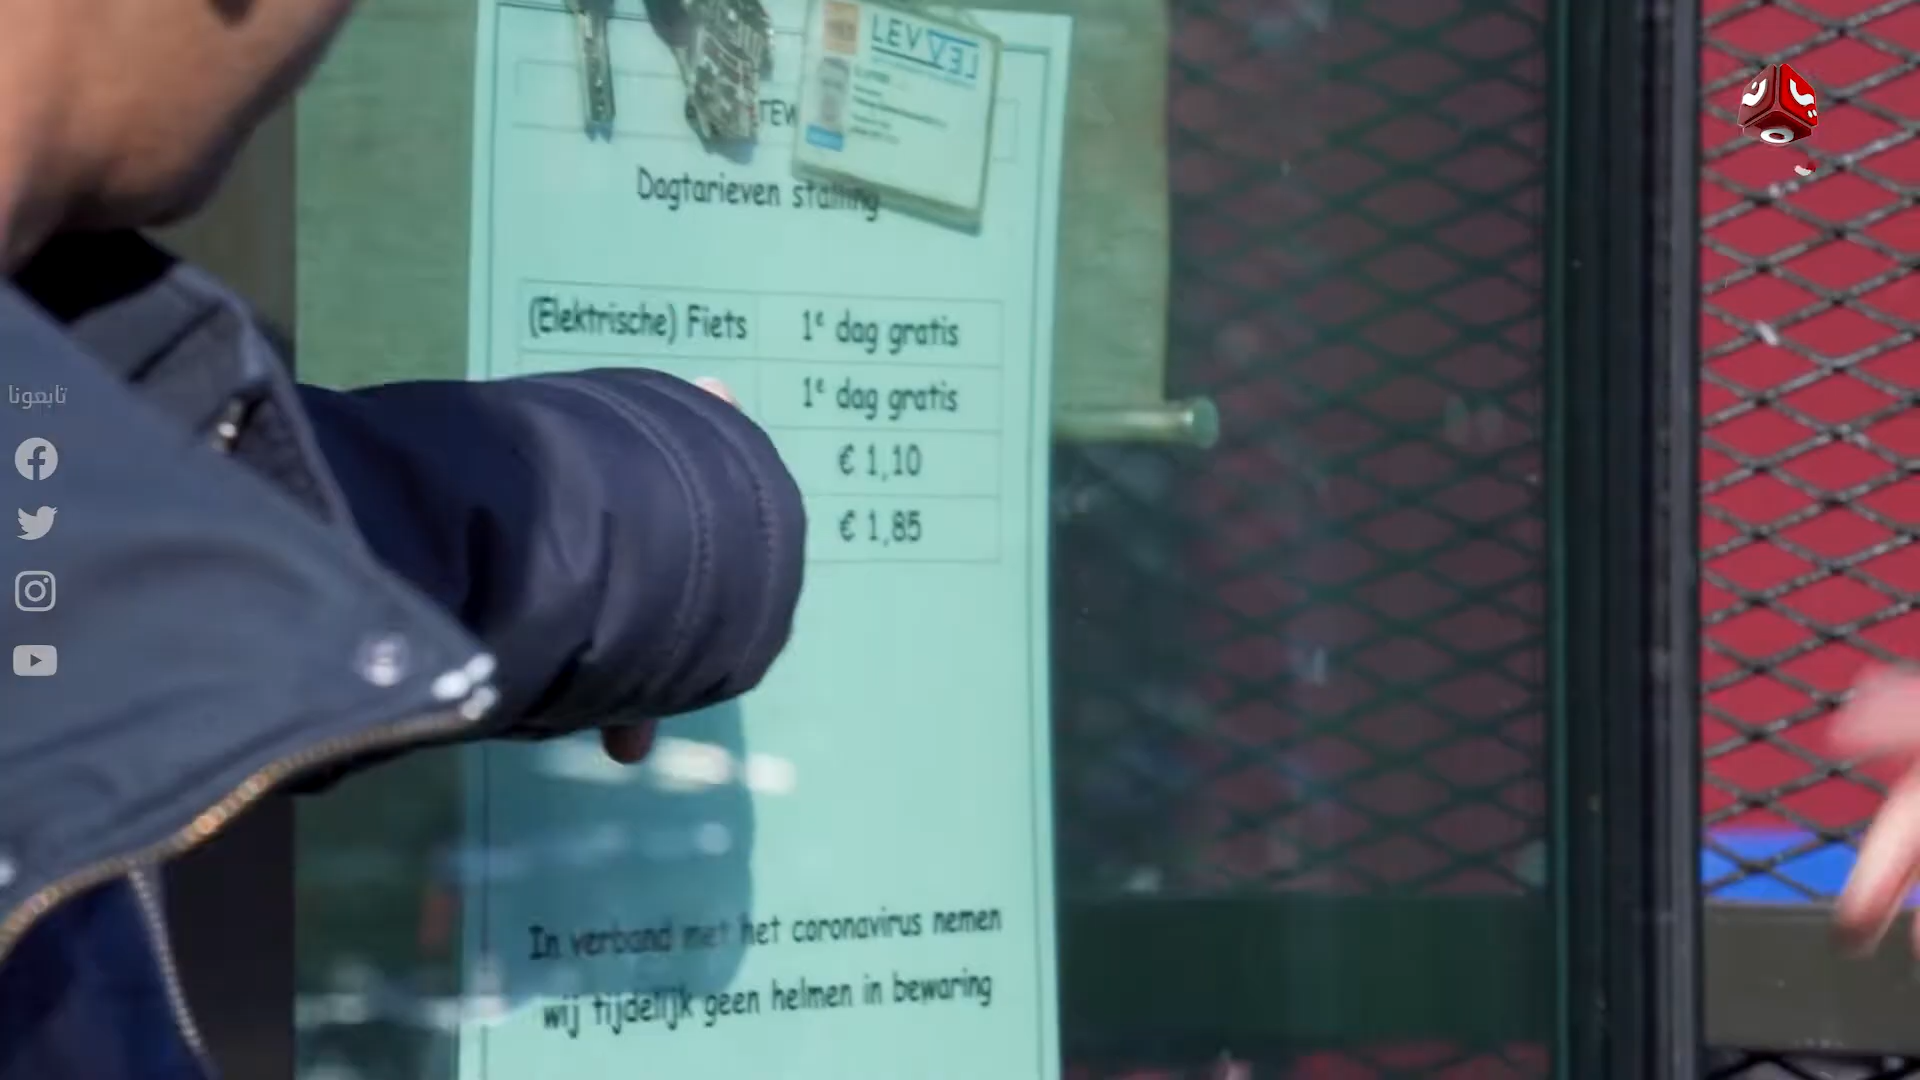 LEV
Dagtarieven stalling
(Elektrische) Fiets 1e dag gratis
1e dag gratis
€ 1,10
€ 1,85
In verband met het coronavirus nemen
wij tijdelijk geen helmen in bewaring
تابعونا